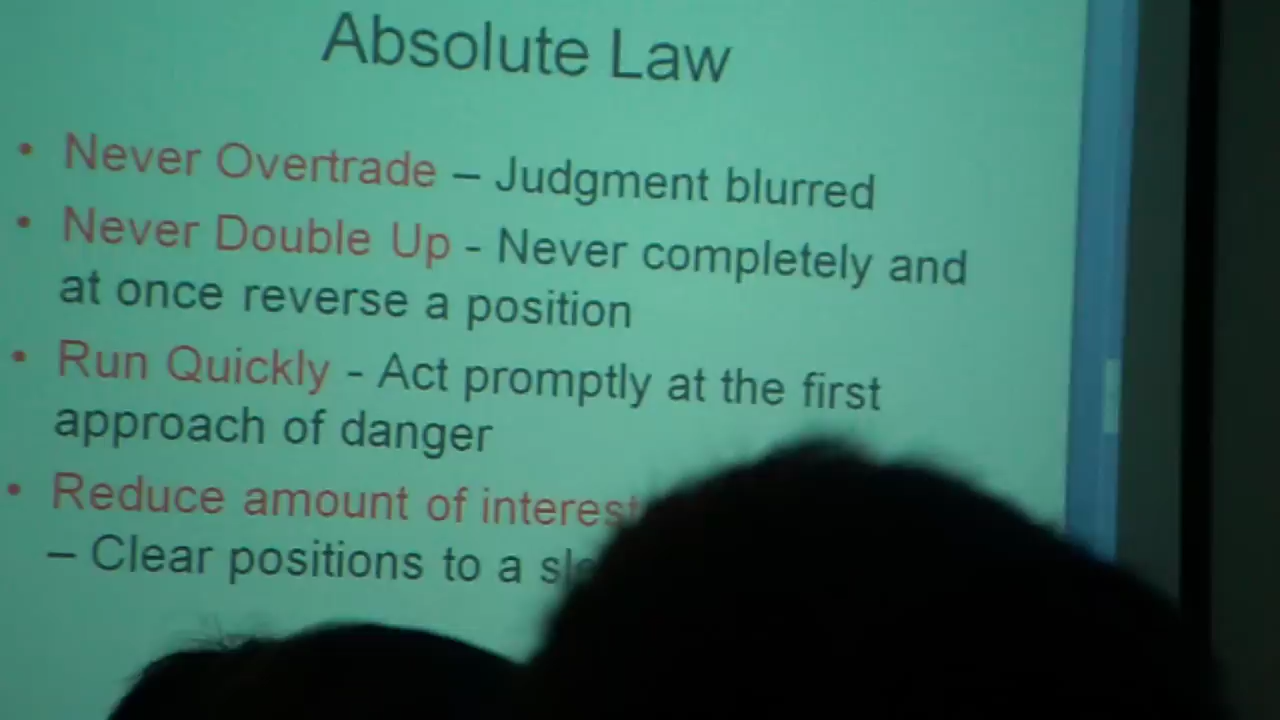 Absolute Law
• Never Overtrade – Judgment blurred
• Never Double Up - Never completely and
at once reverse a position
• Run Quickly - Act promptly at the first
approach of danger
• Reduce amount of interest
– Clear positions to a